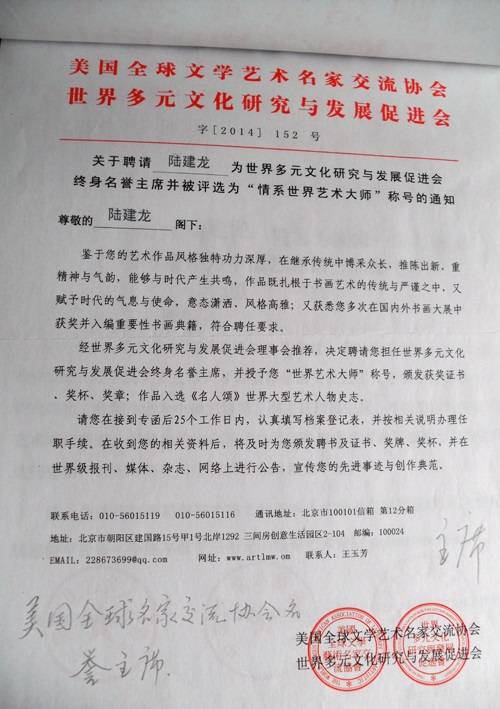 美国全球文学艺术名家交流协会
世界多元文化研究与发展促进会
字[2014] 152 号
关于聘请 陆建龙 为世界多元文化研究与发展促进会
终身名誉主席并被评选为“情系世界艺术大师”称号的通知
尊敬的 陆建龙 阁下:
鉴于您的艺术作品风格独特功力深厚，在继承传统中博采众长，推陈出新，重
精神与气韵，能够与时代产生共鸣，作品既扎根于书画艺术的传统与严谨之中，又
赋予时代的气息与使命，意态潇洒、风格高雅；又获悉您多次在国内外书画大展中
获奖并入编重要性书画典籍，符合聘任要求。
经世界多元文化研究与发展促进会理事会推荐，决定聘请您担任世界多元文化
研究与发展促进会终身名誉主席，并授予您“世界艺术大师”称号，颁发获奖证书
、奖杯、奖章；作品入选《名人颂》世界大型艺术人物史志。
请您在接到专函后25个工作日内，认真填写档案登记表，并按相关说明办理任
职手续。在收到您的相关资料后，将及时为您颁发聘书及证书、奖牌、奖杯，并在
世界级报刊、媒体、杂志、网络上进行公告，宣传您的先进事迹与创作典范。
联系电话：010-56015119 010-56015116 通讯地址：北京市100101信箱 第12分箱
地址：北京市朝阳区建国路15号甲1号北岸1292 三间房创意生活园区2-104 邮编：100024
EMAIL：228673699@qq.com 网址：www.artlmw.cn 联系人：王玉芳
主席
美国全球名家交流协会名
誉主席.
美国全球文学艺术名家交流协会
世界多元文化研究与发展促进会